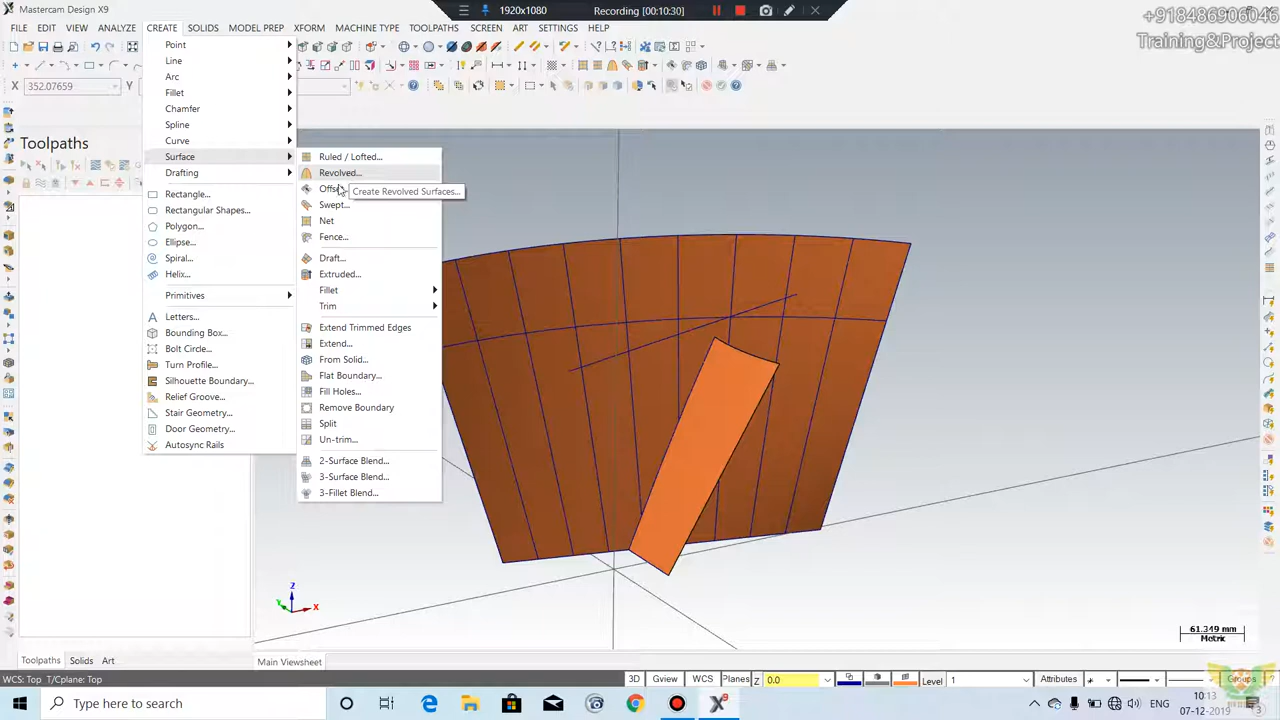 Mastercam Design X9
1920x1080
Recording [00:10:30]
+918486906046
Training&Project
FILE EDIT VIEW ANALYZE CREATE SOLIDS MODEL PREP XFORM MACHINE TYPE TOOLPATHS SCREEN ART SETTINGS HELP
X 352.07659
Y
Toolpaths
Point
Line
Arc
Fillet
Chamfer
Spline
Curve
Surface
Drafting
Rectangle...
Rectangular Shapes...
Polygon...
Ellipse...
Spiral...
Helix...
Primitives
Letters...
Bounding Box...
Bolt Circle...
Turn Profile...
Silhouette Boundary...
Relief Groove...
Stair Geometry...
Door Geometry...
Autosync Rails
Ruled / Lofted...
Revolved...
Create Revolved Surfaces...
Swept...
Net
Fence...
Draft...
Extruded...
Fillet
Trim
Extend Trimmed Edges
Extend...
From Solid...
Flat Boundary...
Fill Holes...
Remove Boundary
Split
Un-trim...
2-Surface Blend...
3-Surface Blend...
3-Fillet Blend...
Z
Y
X
61.349 mm
Metric
Toolpaths Solids Art
Main Viewsheet
WCS: Top T/Cplane: Top
3D Gview WCS Planes Z 0.0 Level 1 Attributes Groups ?
Type here to search
ENG
10:13
07-12-2019